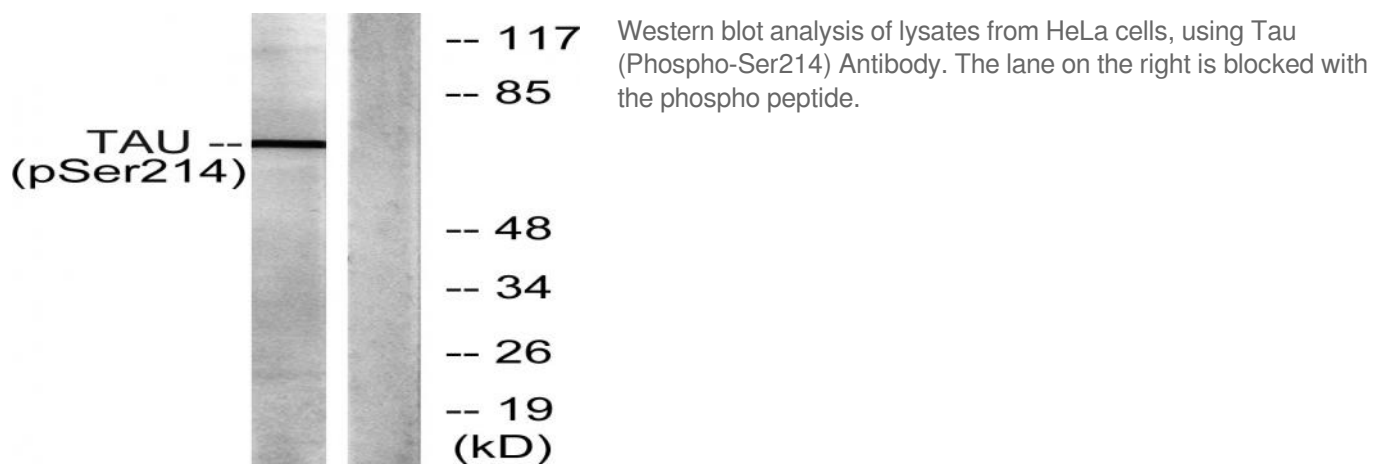 TAU --
(pSer214)
-- 117
-- 85
-- 48
-- 34
-- 26
-- 19
(kD)
Western blot analysis of lysates from HeLa cells, using Tau
(Phospho-Ser214) Antibody. The lane on the right is blocked with
the phospho peptide.